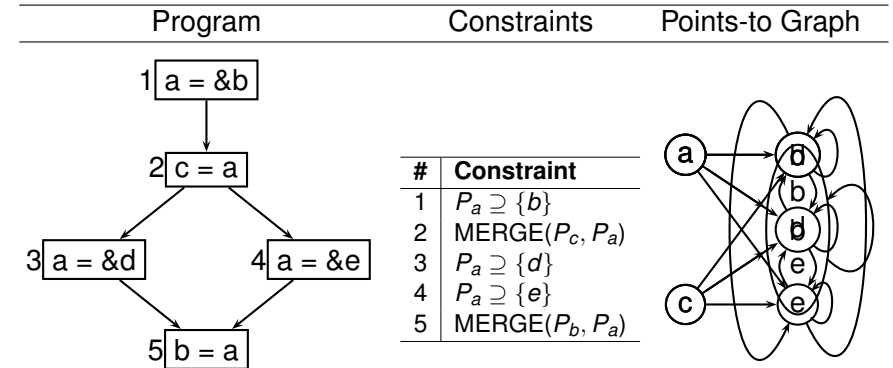 Program Constraints Points-to Graph
1 a = &b
2 c = a
3 a = &d
4 a = &e
5 b = a
# Constraint
1 P_a ⊇ {b}
2 MERGE(P_c, P_a)
3 P_a ⊇ {d}
4 P_a ⊇ {e}
5 MERGE(P_b, P_a)
a
b
e
c e